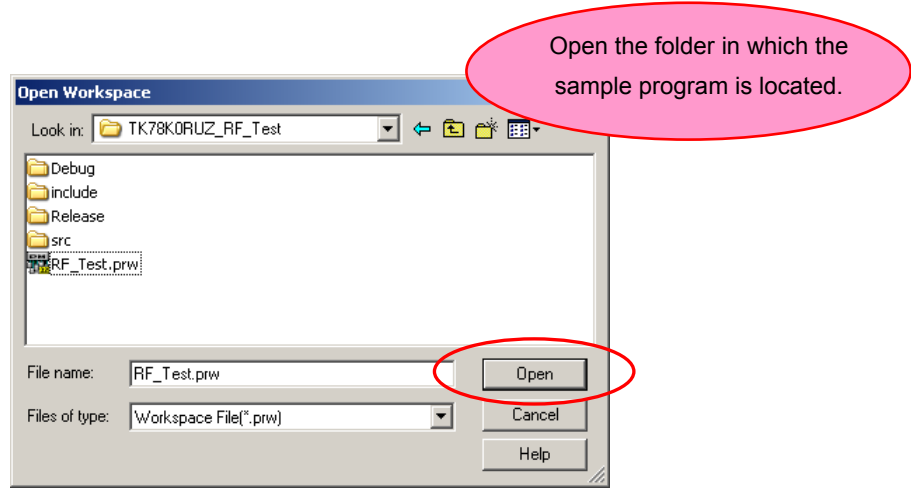 Open the folder in which the
sample program is located.
Open Workspace
Look in: TK78K0RUZ_RF_Test
Debug
include
Release
src
RF_Test.prw
File name: RF_Test.prw Open
Files of type: Workspace File(*.prw) Cancel
Help